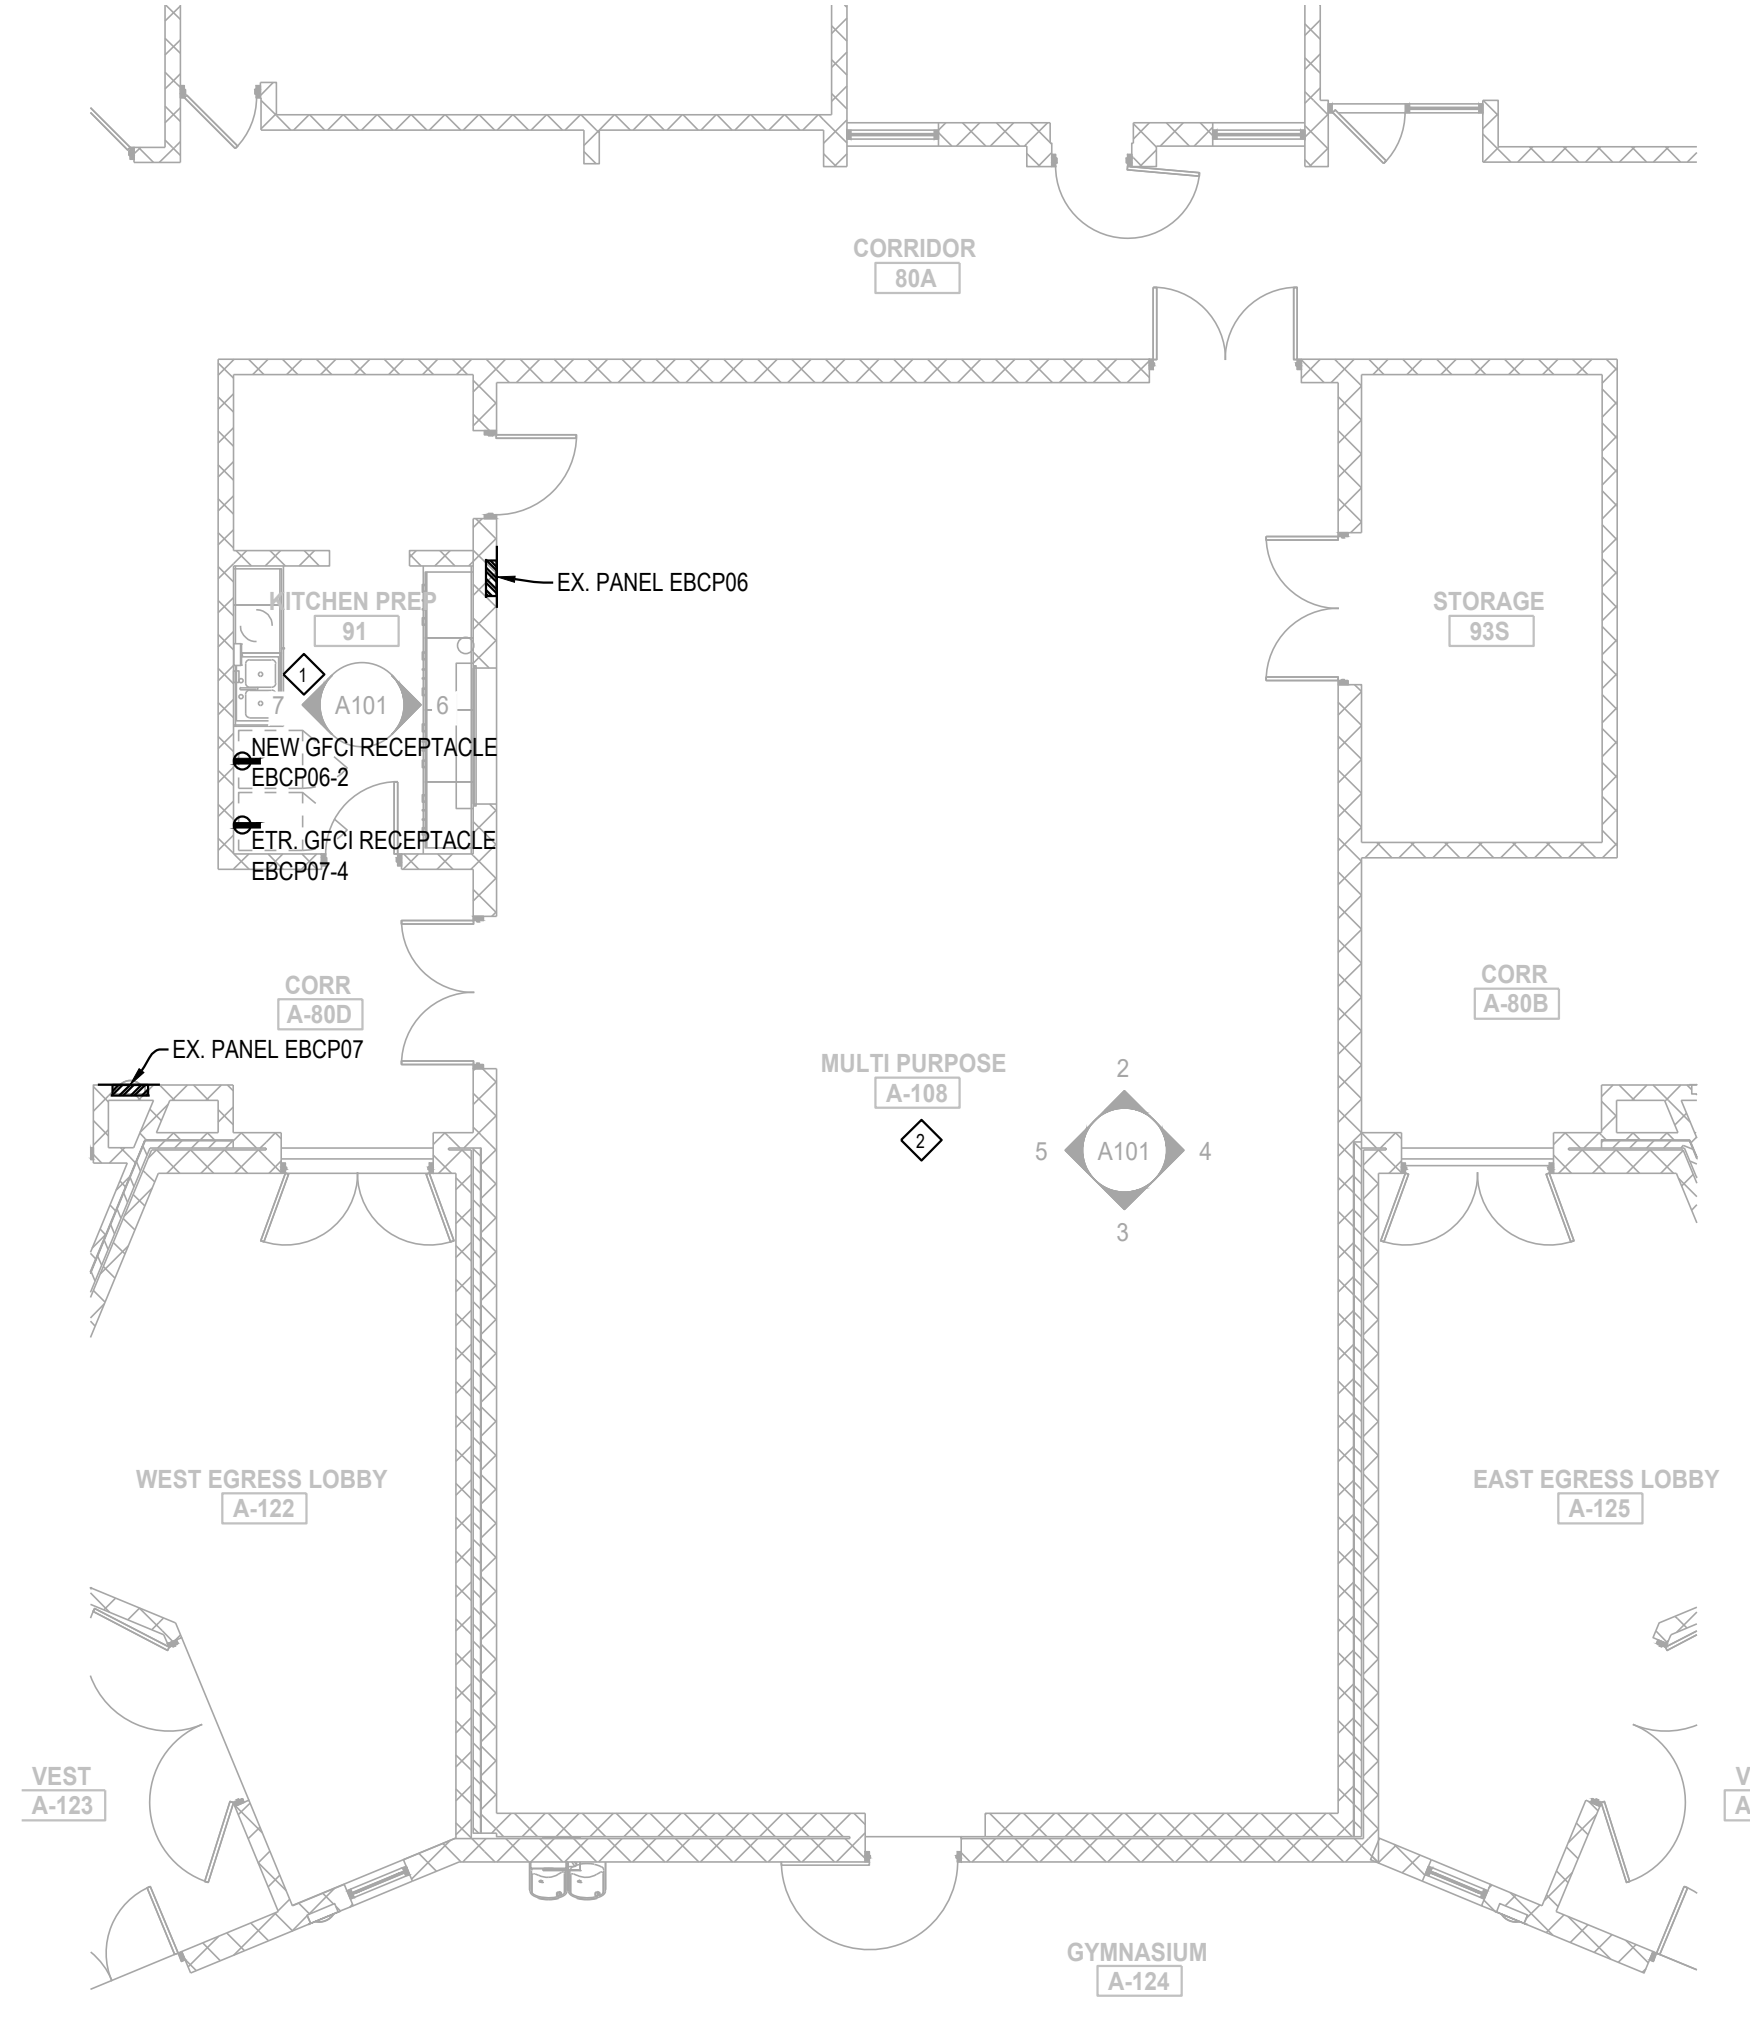 CORRIDOR
80A
EX. PANEL EBCP06
KITCHEN PREP
91
STORAGE
93S
1
7
A101
6
NEW GFCI RECEPTACLE
EBCP06-2
ETR. GFCI RECEPTACLE
EBCP07-4
CORR
A-80D
CORR
A-80B
EX. PANEL EBCP07
MULTI PURPOSE
A-108
2
2
5
A101
4
3
WEST EGRESS LOBBY
A-122
EAST EGRESS LOBBY
A-125
VEST
A-123
V
A
GYMNASIUM
A-124